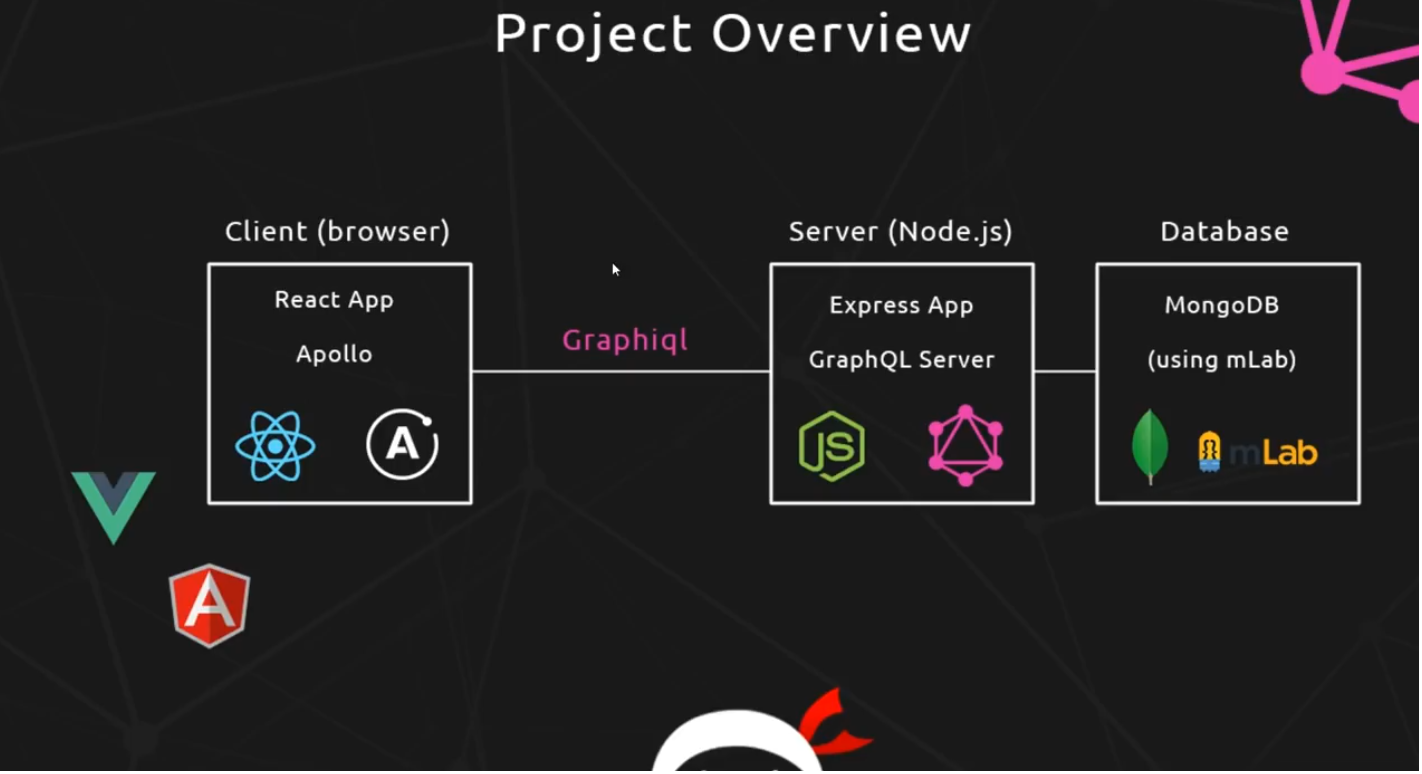 Project Overview
Client (browser)
React App
Apollo
A
Graphiql
Server (Node.js)
Express App
GraphQL Server
JS
Database
MongoDB
(using mLab)
mLab
A